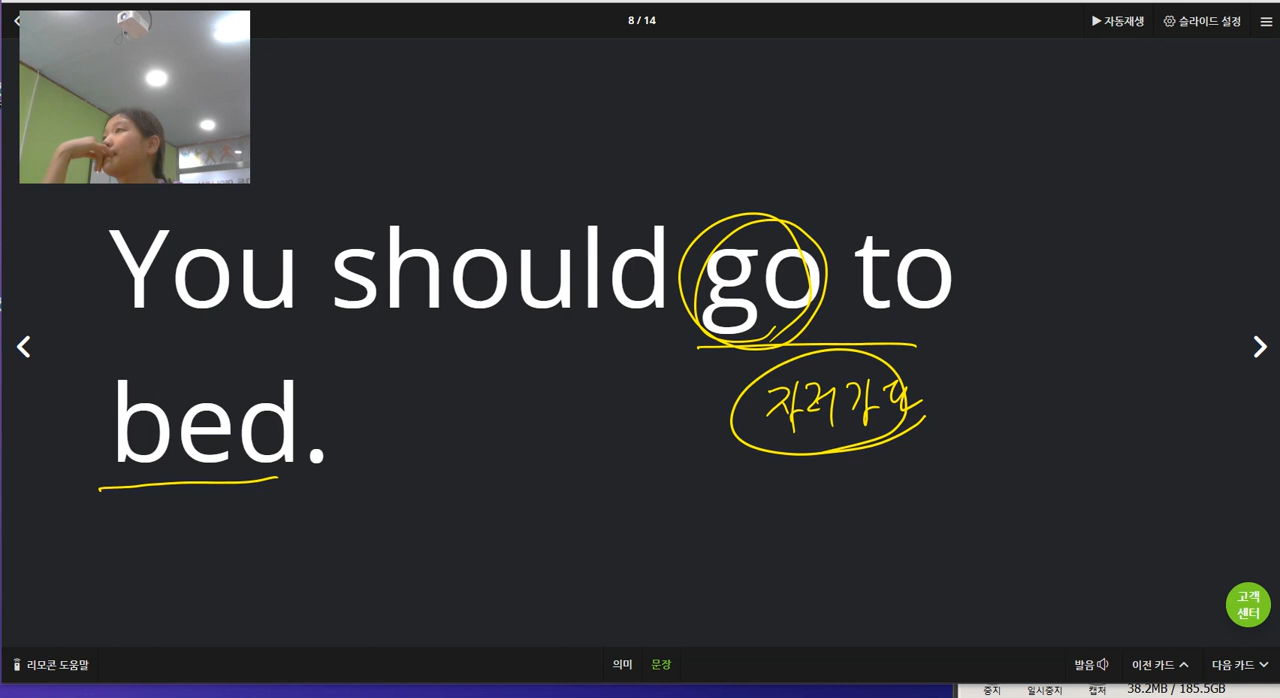 8 / 14
▶ 자동재생
슬라이드 설정
You should go to
자러가다
bed.
고객
센터
리모콘 도움말
의미
문장
발음
이전 카드
다음 카드
중지
일시중지
캡처
38.2MB / 185.5GB